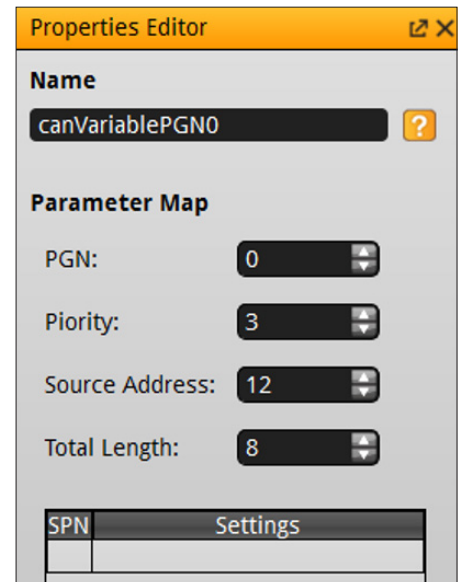 Properties Editor
Name
canVariablePGN0 ?
Parameter Map
PGN: 0
Piority: 3
Source Address: 12
Total Length: 8
SPN Settings